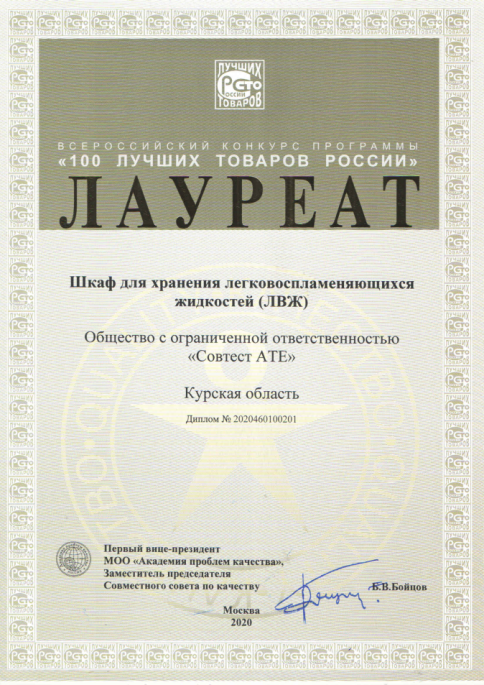 ЛУЧШИХ
РОССИИ
ТОВАРОВ
ВСЕРОССИЙСКИЙ КОНКУРС ПРОГРАММЫ
«100 ЛУЧШИХ ТОВАРОВ РОССИИ»
ЛАУРЕАТ
Шкаф для хранения легковоспламеняющихся
жидкостей (ЛВЖ)
Общество с ограниченной ответственностью
«Совтест АТЕ»
Курская область
Диплом № 2020460100201
Первый вице-президент
МОО «Академия проблем качества»,
Заместитель председателя
Совместного совета по качеству
Б.В.Бойцов
Москва
2020